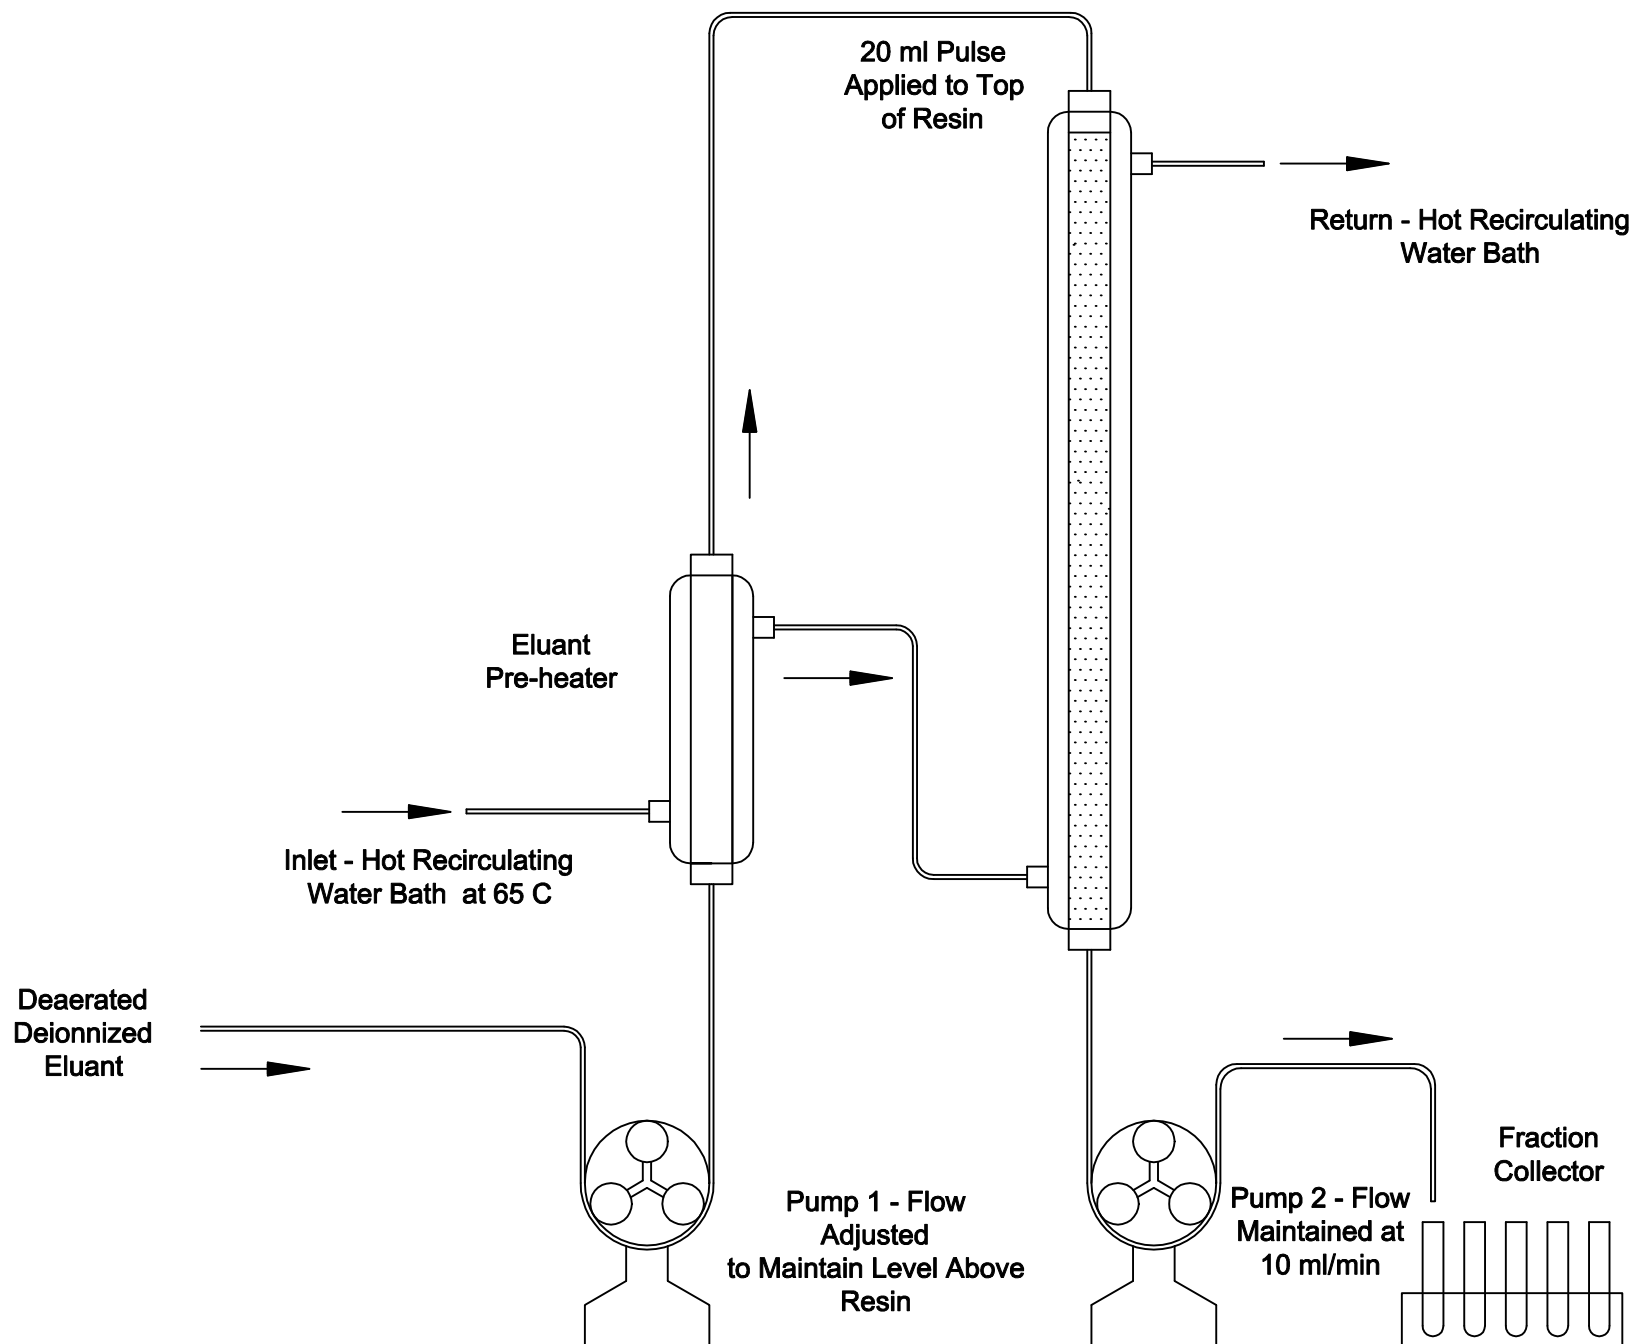 20 ml Pulse
Applied to Top
of Resin
Return - Hot Recirculating
Water Bath
Eluant
Pre-heater
Inlet - Hot Recirculating
Water Bath  at 65 C
Deaerated
Deionnized
Eluant
Pump 1 - Flow
Adjusted
to Maintain Level Above
Resin
Pump 2 - Flow
Maintained at
10 ml/min
Fraction
Collector